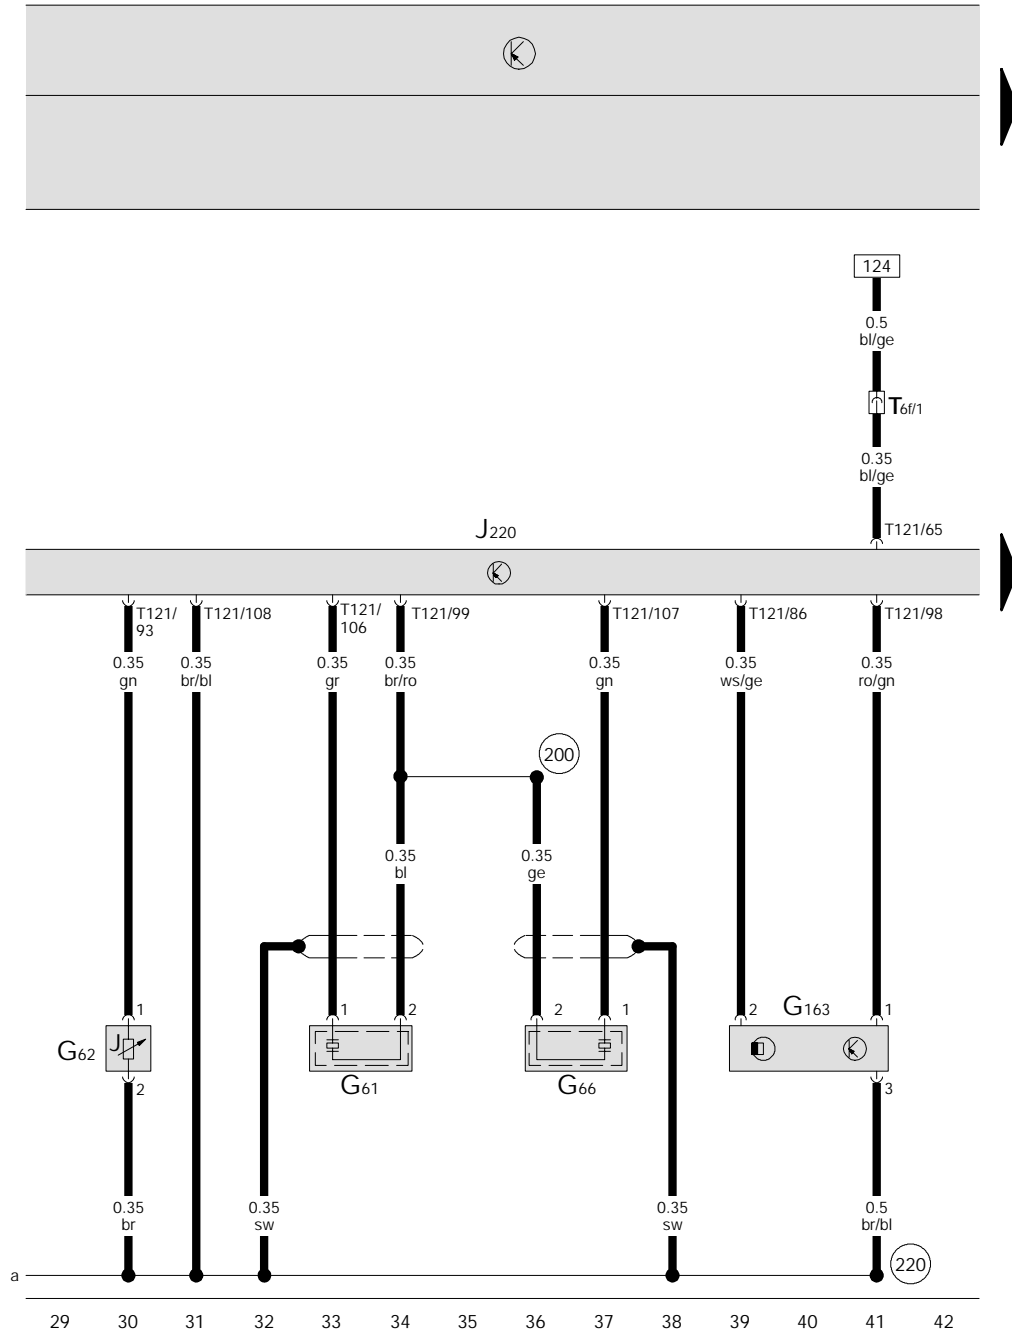 124
0.5
bl/ge
T6f/1
0.35
bl/ge
J220
T121/65
T121/
93
T121/108
T121/
106
T121/99
T121/107
T121/86
T121/98
0.35
gn
0.35
br/bl
0.35
gr
0.35
br/ro
0.35
gn
0.35
ws/ge
0.35
ro/gn
200
0.35
bl
0.35
ge
1
1
2
2
1
2
G163
1
G62
J
2
G61
G66
3
0.35
br
0.35
sw
0.35
sw
0.5
br/bl
a
220
29 30 31 32 33 34 35 36 37 38 39 40 41 42